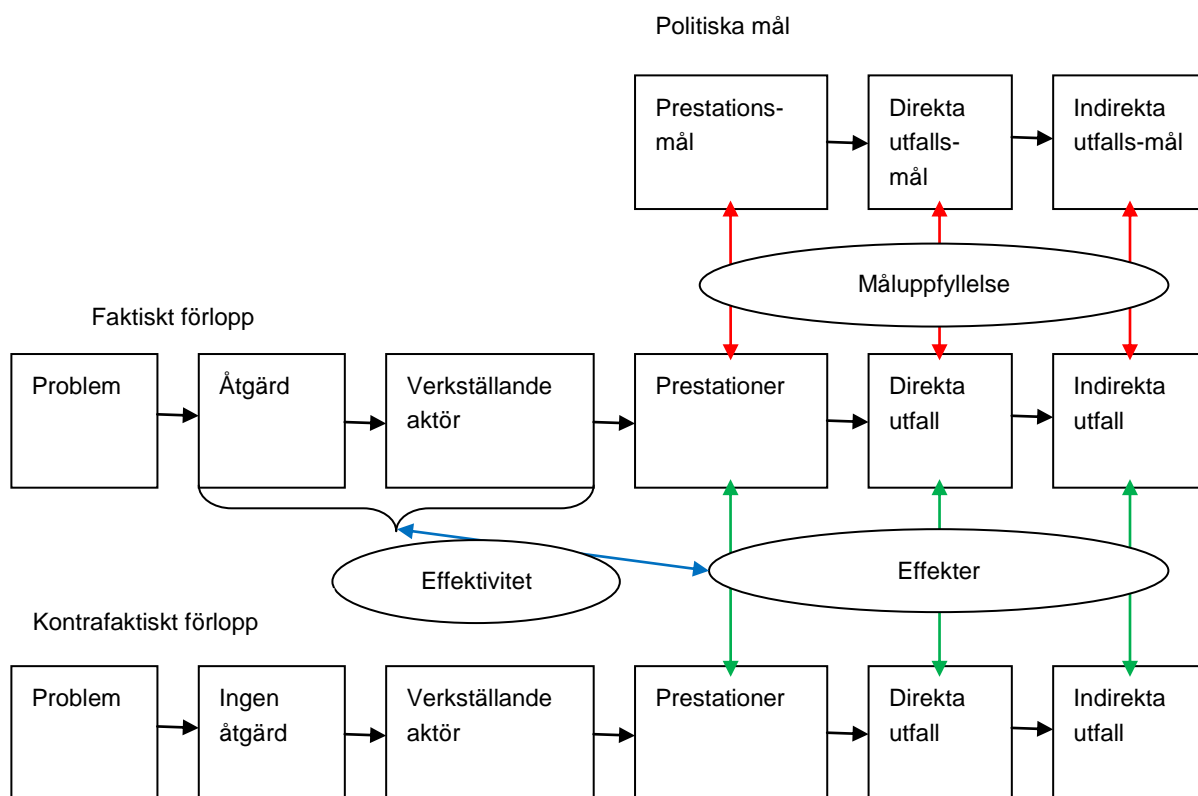 Politiska mål
Prestations-
mål
Direkta
utfalls-
mål
Indirekta
utfalls-mål
Måluppfyllelse
Faktiskt förlopp
Problem
Åtgärd
Verkställande
aktör
Prestationer
Direkta
utfall
Indirekta
utfall
Effektivitet
Effekter
Kontrafaktiskt förlopp
Problem
Ingen
åtgärd
Verkställande
aktör
Prestationer
Direkta
utfall
Indirekta
utfall